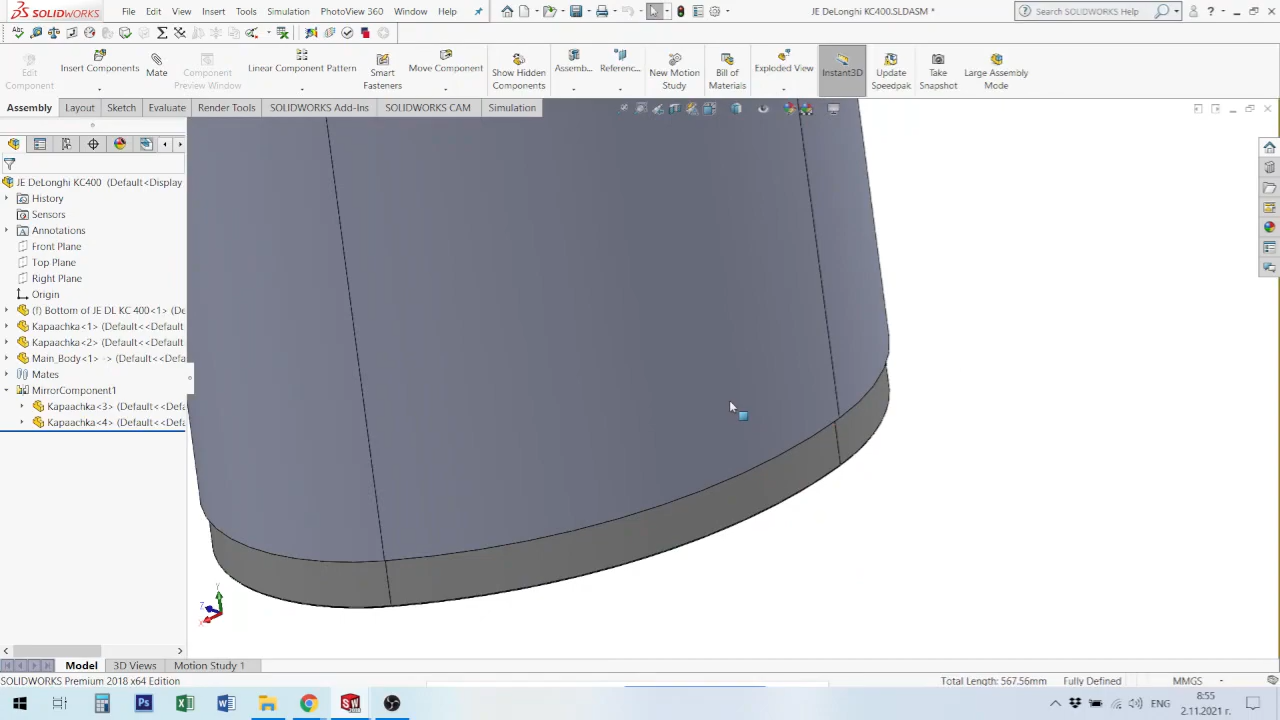 SOLIDWORKS File Edit View Insert Tools Simulation PhotoView 360 Window Help JE DeLonghi KC400.SLDASM * Search SOLIDWORKS Help
Edit Component
Insert Components
Mate
Component Preview Window
Linear Component Pattern
Smart Fasteners
Move Component
Show Hidden Components
Assemb...
Referenc...
New Motion Study
Bill of Materials
Exploded View
Instant3D
Update Speedpak
Take Snapshot
Large Assembly Mode
Assembly Layout Sketch Evaluate Render Tools SOLIDWORKS Add-Ins SOLIDWORKS CAM Simulation
JE DeLonghi KC400 (Default<Display
History
Sensors
Annotations
Front Plane
Top Plane
Right Plane
Origin
(f) Bottom of JE DL KC 400<1> (De
Kapaachka<1> (Default<<Default
Kapaachka<2> (Default<<Default
Main_Body<1> -> (Default<<Defau
Mates
MirrorComponent1
Kapaachka<3> (Default<<Defa
Kapaachka<4> (Default<<Defa
Y
Z
X
Model 3D Views Motion Study 1
SOLIDWORKS Premium 2018 x64 Edition Total Length: 567.56mm Fully Defined MMGS
ENG 8:55
2.11.2021 г.